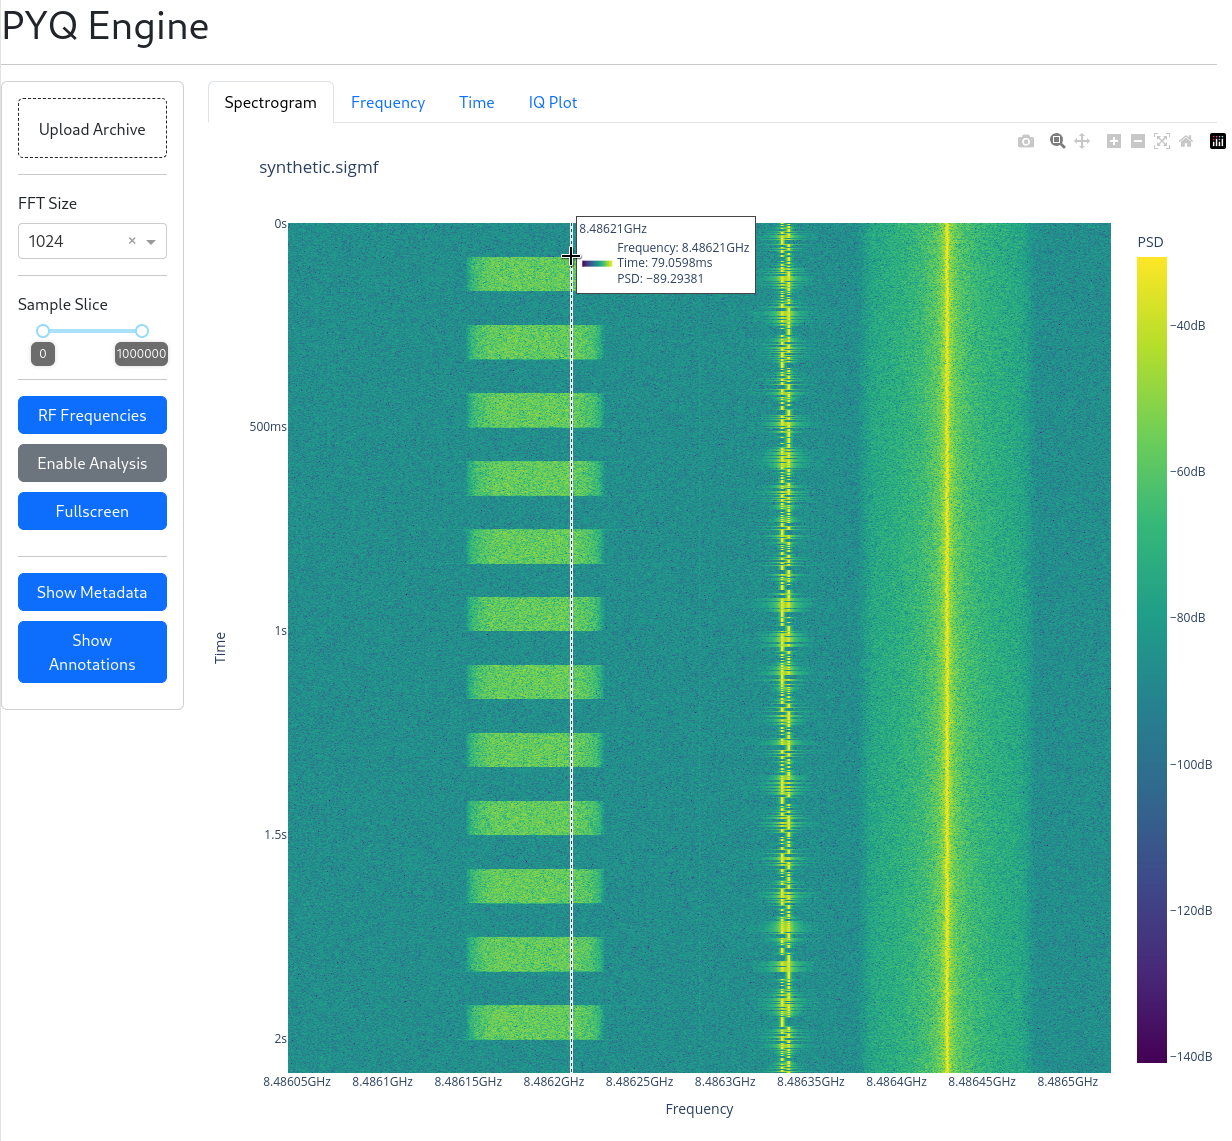 PYQ Engine
Upload Archive
FFT Size
1024 ×
Sample Slice
0 1000000
RF Frequencies
Enable Analysis
Fullscreen
Show Metadata
Show
Annotations
Spectrogram Frequency Time IQ Plot
synthetic.sigmf
8.48621GHz
Frequency: 8.48621GHz
Time: 79.0598ms
PSD: −89.29381
PSD
−40dB
−60dB
−80dB
−100dB
−120dB
−140dB
0s
500ms
1s
1.5s
2s
Time
8.48605GHz 8.4861GHz 8.48615GHz 8.4862GHz 8.48625GHz 8.4863GHz 8.48635GHz 8.4864GHz 8.48645GHz 8.4865GHz
Frequency